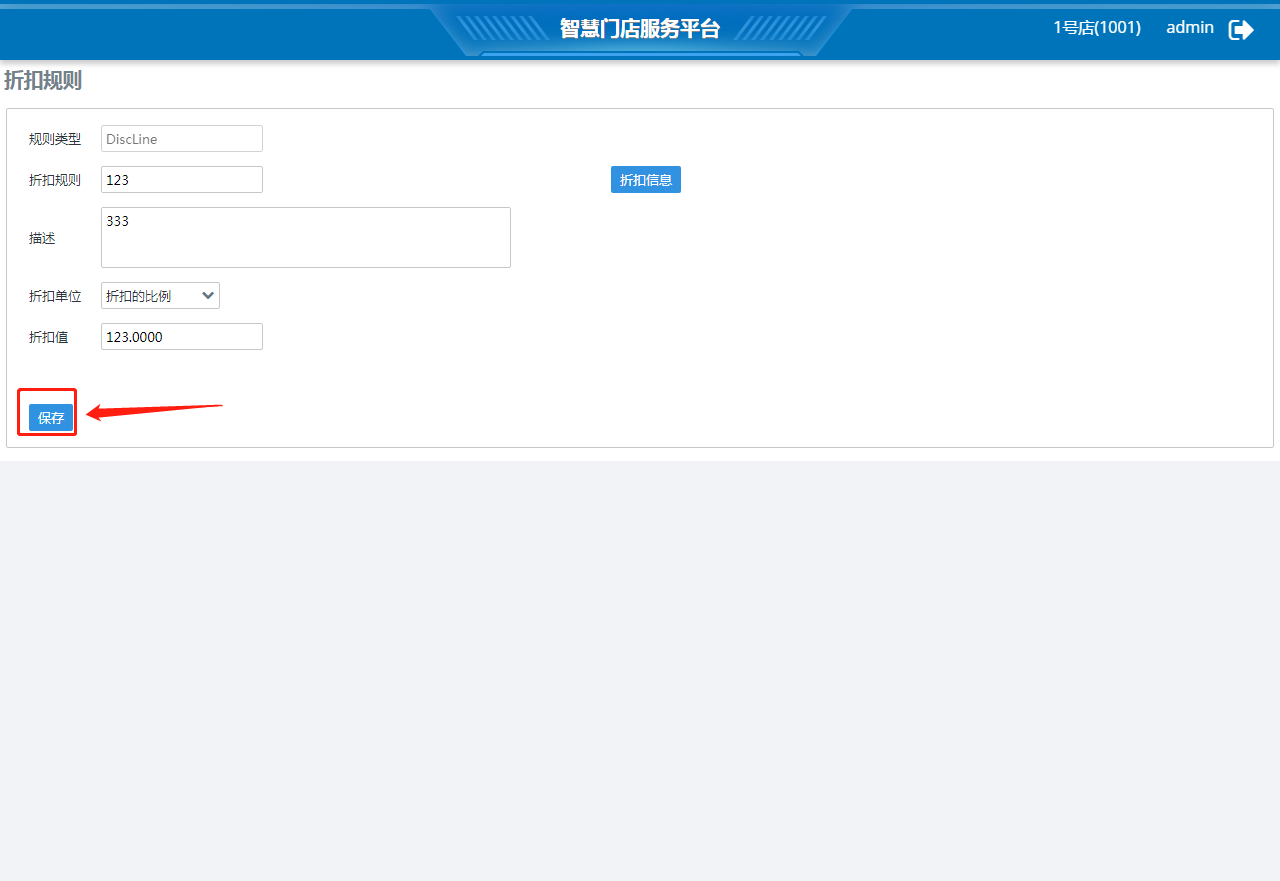 智慧门店服务平台
1号店(1001) admin
折扣规则
规则类型 DiscLine
折扣规则 123 折扣信息
描述 333
折扣单位 折扣的比例
折扣值 123.0000
保存